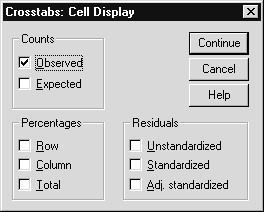 Crosstabs: Cell Display
Counts
Observed
Expected
Continue
Cancel
Help
Percentages
Row
Column
Total
Residuals
Unstandardized
Standardized
Adj. standardized